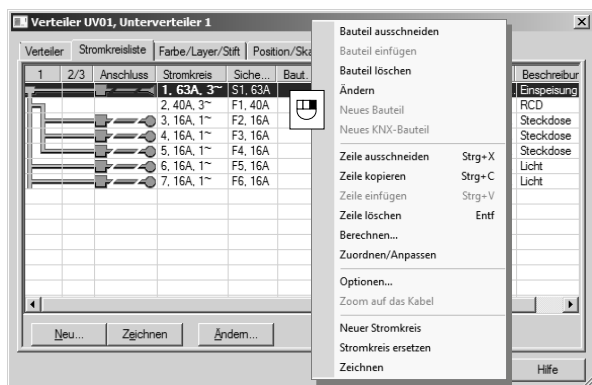 Verteiler UV01, Unterverteiler 1
Verteiler Stromkreisliste Farbe/Layer/Stift Position/Ska
1 2/3 Anschluss Stromkreis Siche... Baut. Beschreibur
1, 63A, 3~ S1, 63A Einspeisung
2, 40A, 3~ F1, 40A RCD
3, 16A, 1~ F2, 16A Steckdose
4, 16A, 1~ F3, 16A Steckdose
5, 16A, 1~ F4, 16A Steckdose
6, 16A, 1~ F5, 16A Licht
7, 16A, 1~ F6, 16A Licht
Neu... Zeichnen Ändern...
Hilfe
Bauteil ausschneiden
Bauteil einfügen
Bauteil löschen
Ändern
Neues Bauteil
Neues KNX-Bauteil
Zeile ausschneiden Strg+X
Zeile kopieren Strg+C
Zeile einfügen Strg+V
Zeile löschen Entf
Berechnen...
Zuordnen/Anpassen
Optionen...
Zoom auf das Kabel
Neuer Stromkreis
Stromkreis ersetzen
Zeichnen